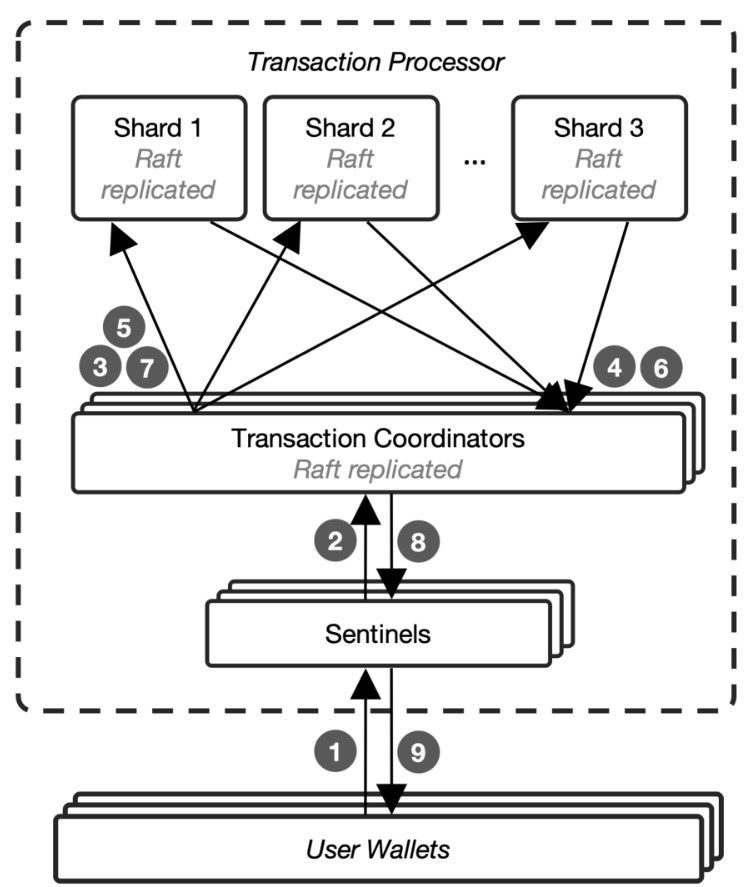 Transaction Processor
Shard 1
Raft
replicated
Shard 2
Raft
replicated
...
Shard 3
Raft
replicated
5
3 7
4 6
Transaction Coordinators
Raft replicated
2 8
Sentinels
1 9
User Wallets